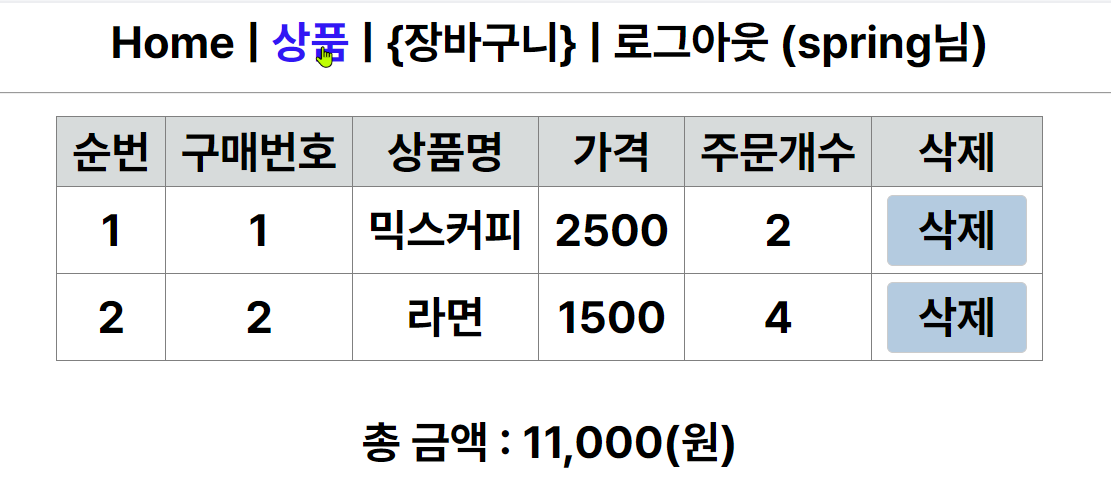 Home | 상품 | {장바구니} | 로그아웃 (spring님)
순번 구매번호 상품명 가격 주문개수 삭제
1 1 믹스커피 2500 2 삭제
2 2 라면 1500 4 삭제
총 금액 : 11,000(원)